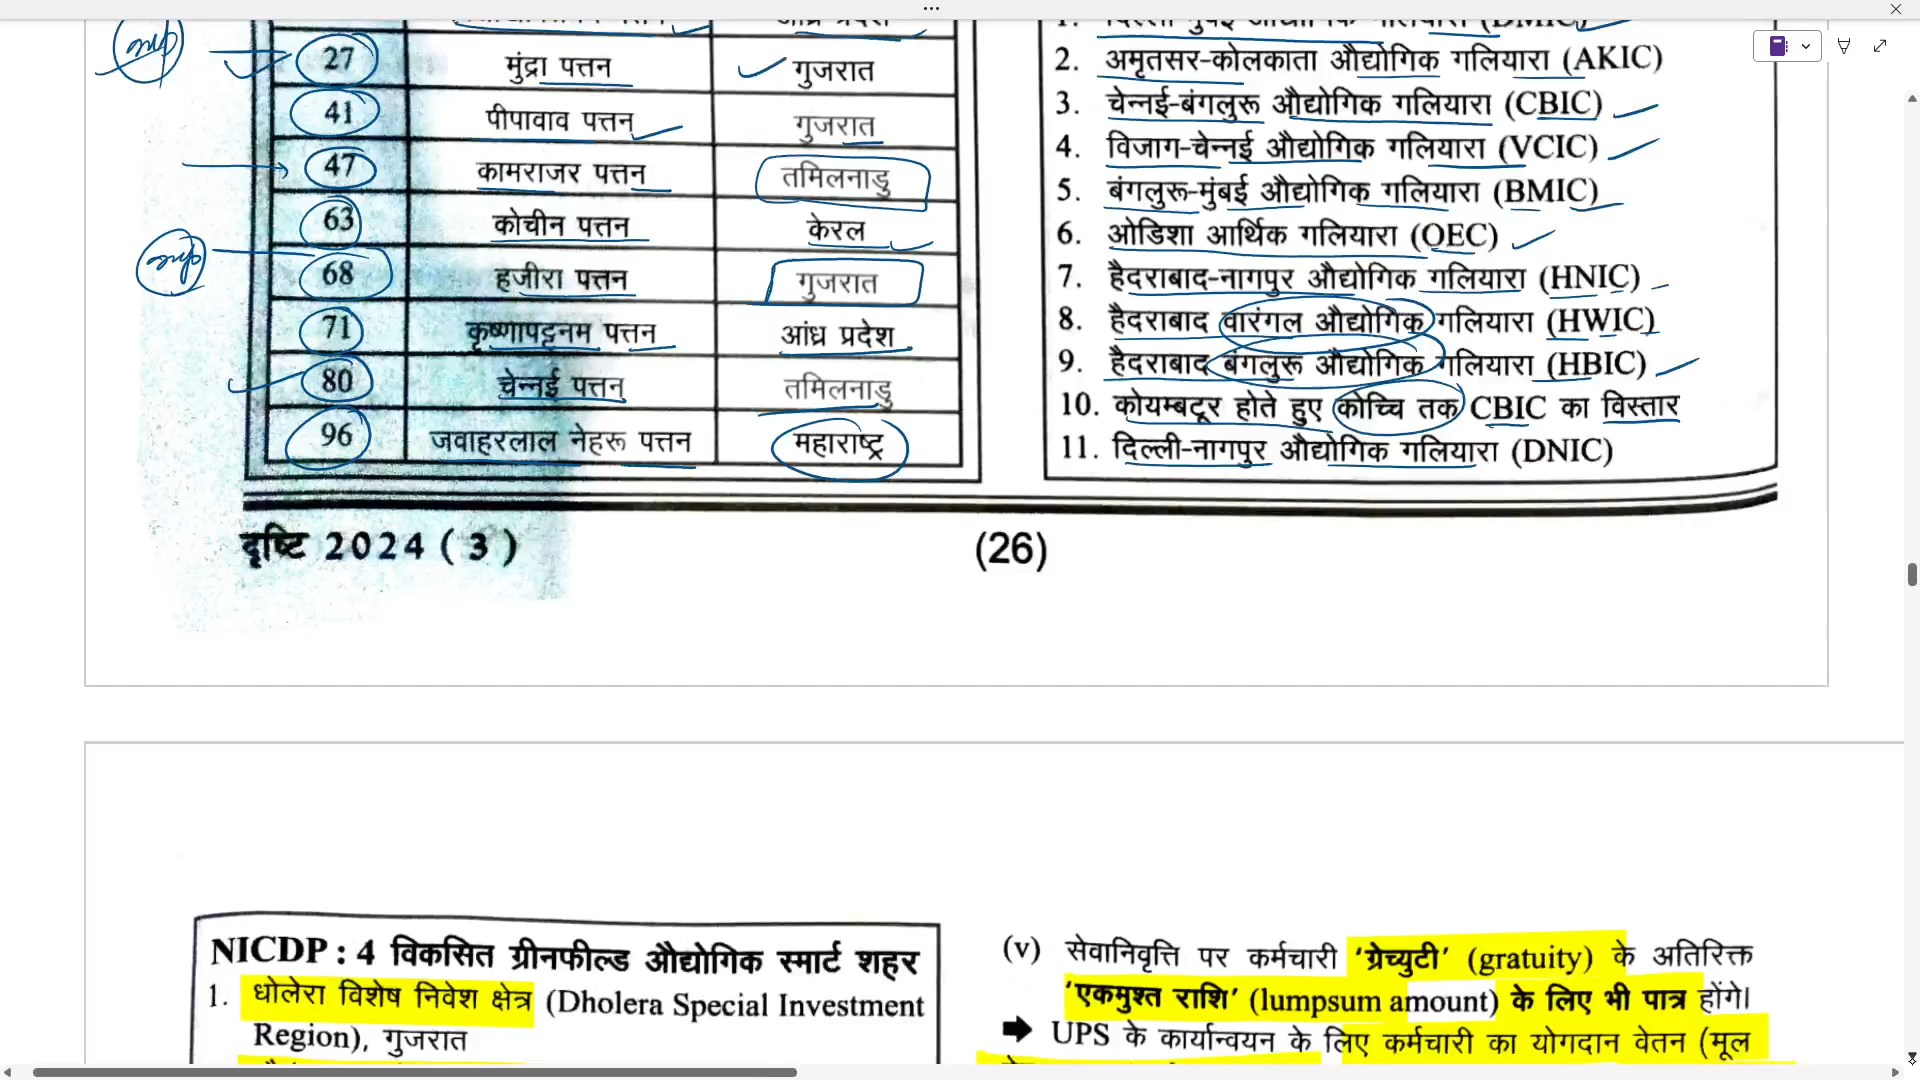 27 मुंद्रा पत्तन गुजरात
41 पीपावाव पत्तन गुजरात
47 कामराजर पत्तन तमिलनाडु
63 कोचीन पत्तन केरल
68 हजीरा पत्तन गुजरात
71 कृष्णापट्टनम पत्तन आंध्र प्रदेश
80 चेन्नई पत्तन तमिलनाडु
96 जवाहरलाल नेहरू पत्तन महाराष्ट्र
2. अमृतसर-कोलकाता औद्योगिक गलियारा (AKIC)
3. चेन्नई-बंगलुरू औद्योगिक गलियारा (CBIC)
4. विजाग-चेन्नई औद्योगिक गलियारा (VCIC)
5. बंगलुरू-मुंबई औद्योगिक गलियारा (BMIC)
6. ओडिशा आर्थिक गलियारा (OEC)
7. हैदराबाद-नागपुर औद्योगिक गलियारा (HNIC)
8. हैदराबाद वारंगल औद्योगिक गलियारा (HWIC)
9. हैदराबाद बंगलुरू औद्योगिक गलियारा (HBIC)
10. कोयम्बटूर होते हुए कोच्चि तक CBIC का विस्तार
11. दिल्ली-नागपुर औद्योगिक गलियारा (DNIC)
दृष्टि 2024 ( 3 )
(26)
NICDP : 4 विकसित ग्रीनफील्ड औद्योगिक स्मार्ट शहर
1. धोलेरा विशेष निवेश क्षेत्र (Dholera Special Investment
Region), गुजरात
(v) सेवानिवृत्ति पर कर्मचारी 'ग्रेच्युटी' (gratuity) के अतिरिक्त
'एकमुश्त राशि' (lumpsum amount) के लिए भी पात्र होंगे।
UPS के कार्यान्वयन के लिए कर्मचारी का योगदान वेतन (मूल